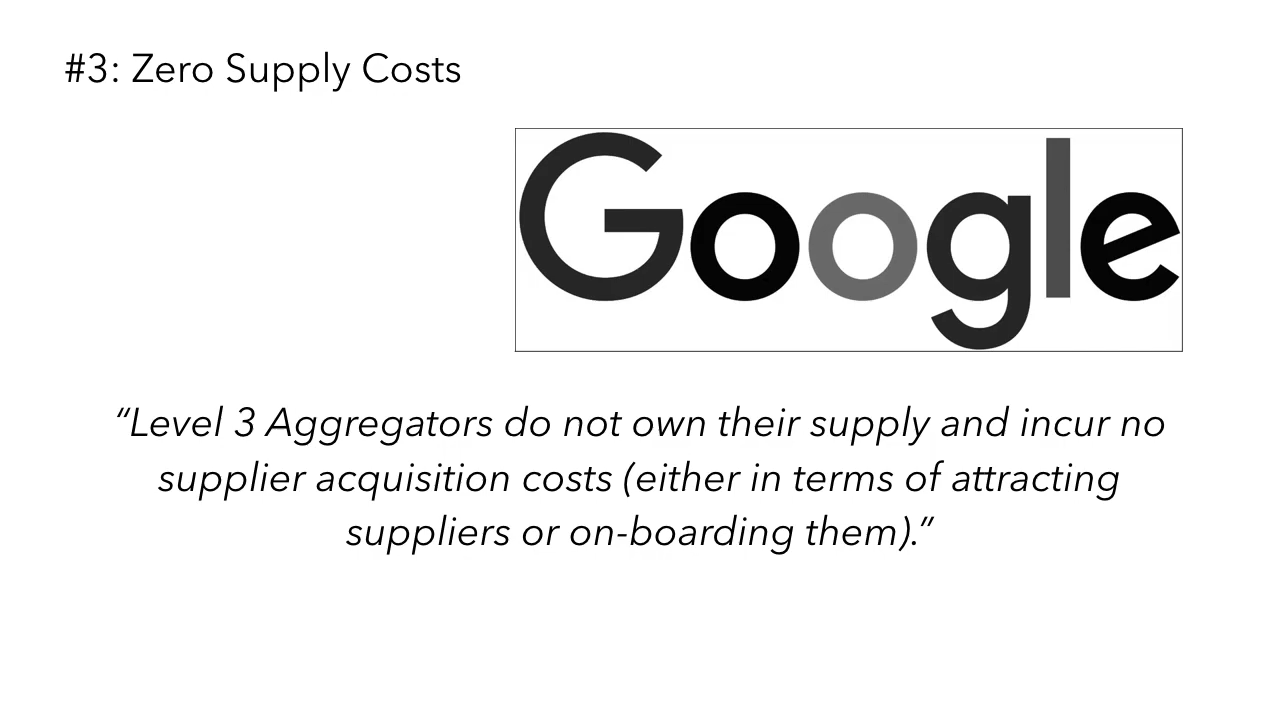 #3: Zero Supply Costs
Google
“Level 3 Aggregators do not own their supply and incur no
supplier acquisition costs (either in terms of attracting
suppliers or on-boarding them).”